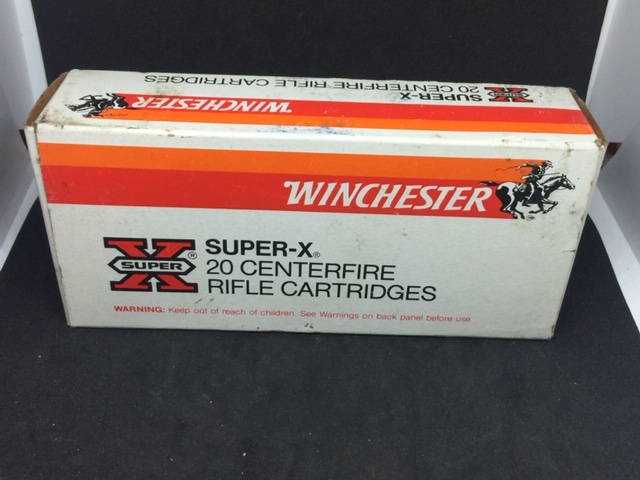 SUPER-X
20 CENTERFIRE RIFLE CARTRIDGES
X SUPER
WINCHESTER
WINCHESTER
X SUPER ®
SUPER-X®
20 CENTERFIRE
RIFLE CARTRIDGES
WARNING: Keep out of reach of children. See Warnings on back panel before use.